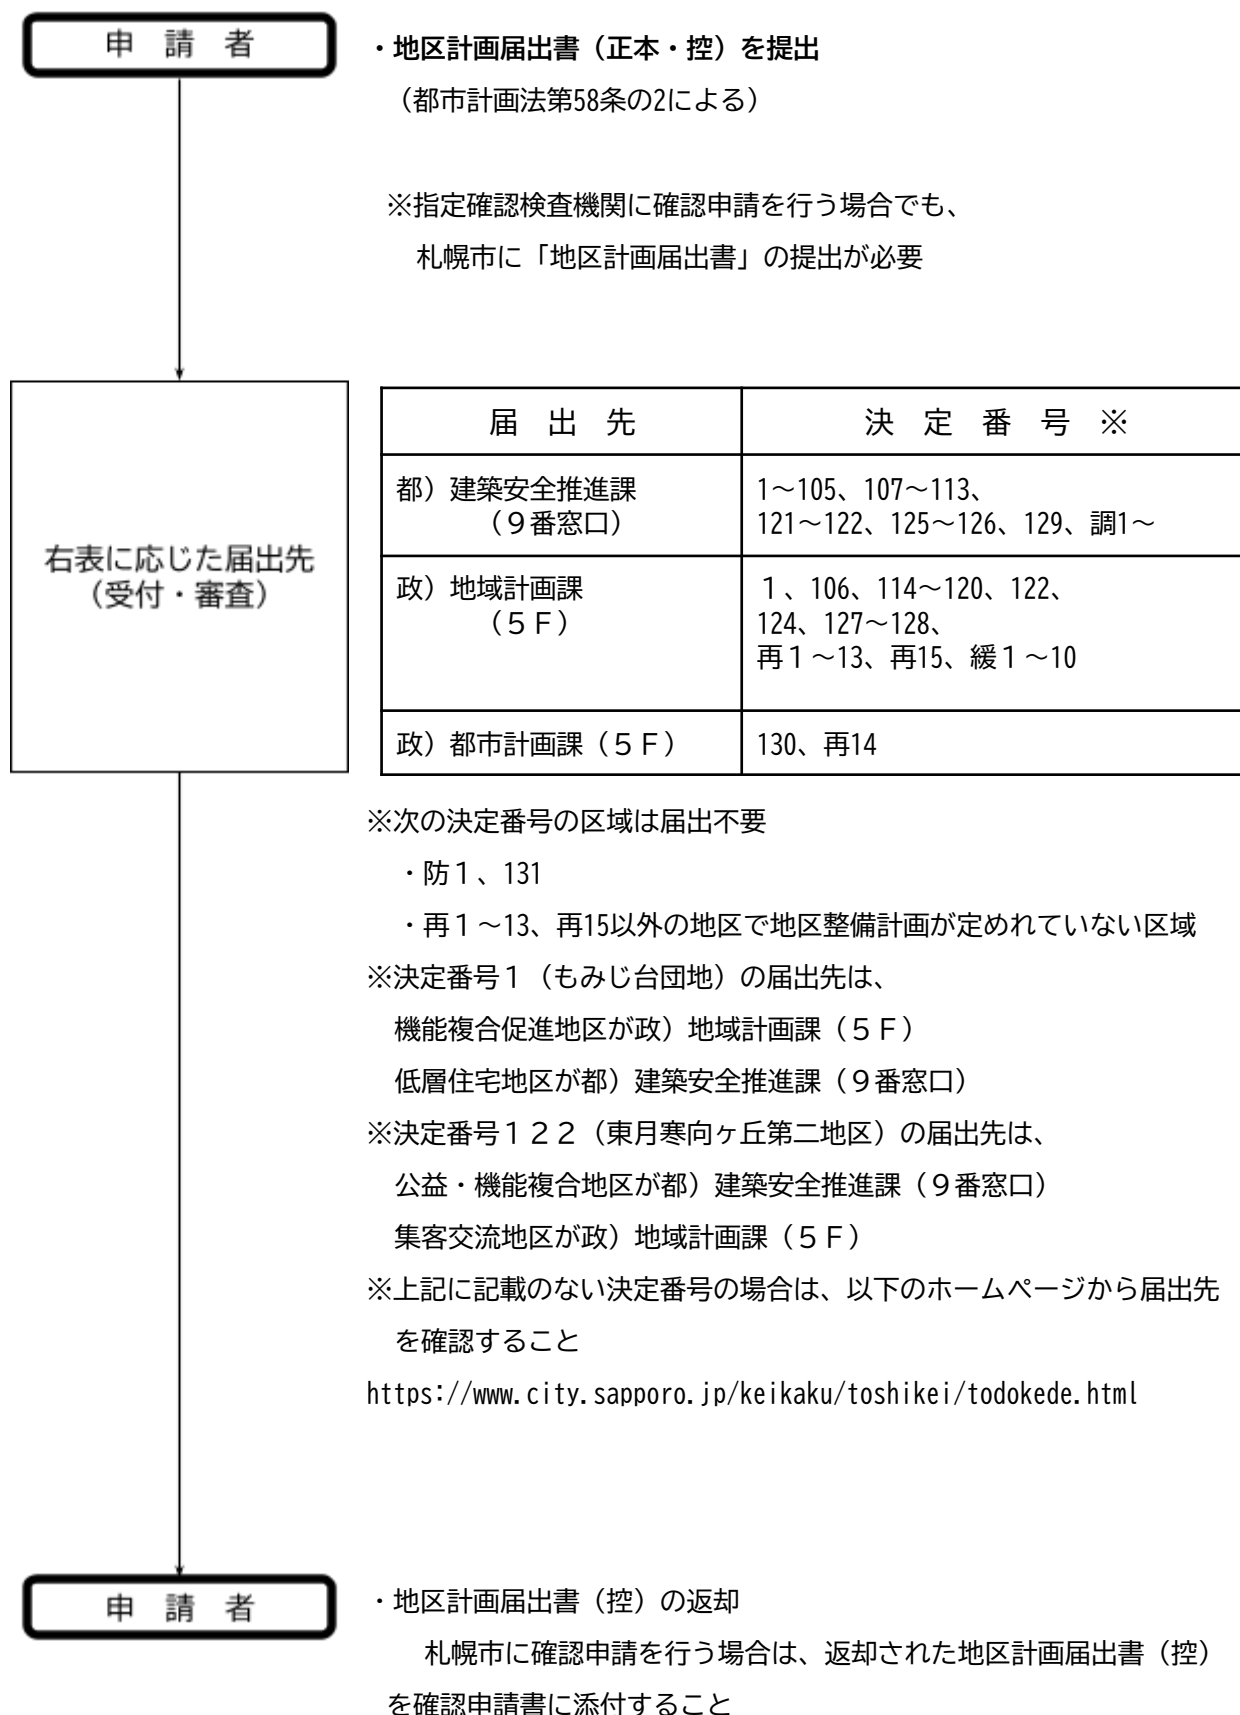 申 請 者
・地区計画届出書（正本・控）を提出
（都市計画法第58条の2による）
※指定確認検査機関に確認申請を行う場合でも、
札幌市に「地区計画届出書」の提出が必要
右表に応じた届出先
（受付・審査）
届 出 先
決 定 番 号 ※
都）建築安全推進課
（９番窓口）
1～105、107～113、
121～122、125～126、129、調1～
政）地域計画課
（５Ｆ）
１、106、114～120、122、
124、127～128、
再１～13、再15、緩１～10
政）都市計画課（５Ｆ）
130、再14
※次の決定番号の区域は届出不要
・防１、131
・再１～13、再15以外の地区で地区整備計画が定めれていない区域
※決定番号１（もみじ台団地）の届出先は、
機能複合促進地区が政）地域計画課（５Ｆ）
低層住宅地区が都）建築安全推進課（９番窓口）
※決定番号１２２（東月寒向ヶ丘第二地区）の届出先は、
公益・機能複合地区が都）建築安全推進課（９番窓口）
集客交流地区が政）地域計画課（５Ｆ）
※上記に記載のない決定番号の場合は、以下のホームページから届出先
を確認すること
https://www.city.sapporo.jp/keikaku/toshikei/todokede.html
申 請 者
・地区計画届出書（控）の返却
札幌市に確認申請を行う場合は、返却された地区計画届出書（控）
を確認申請書に添付すること